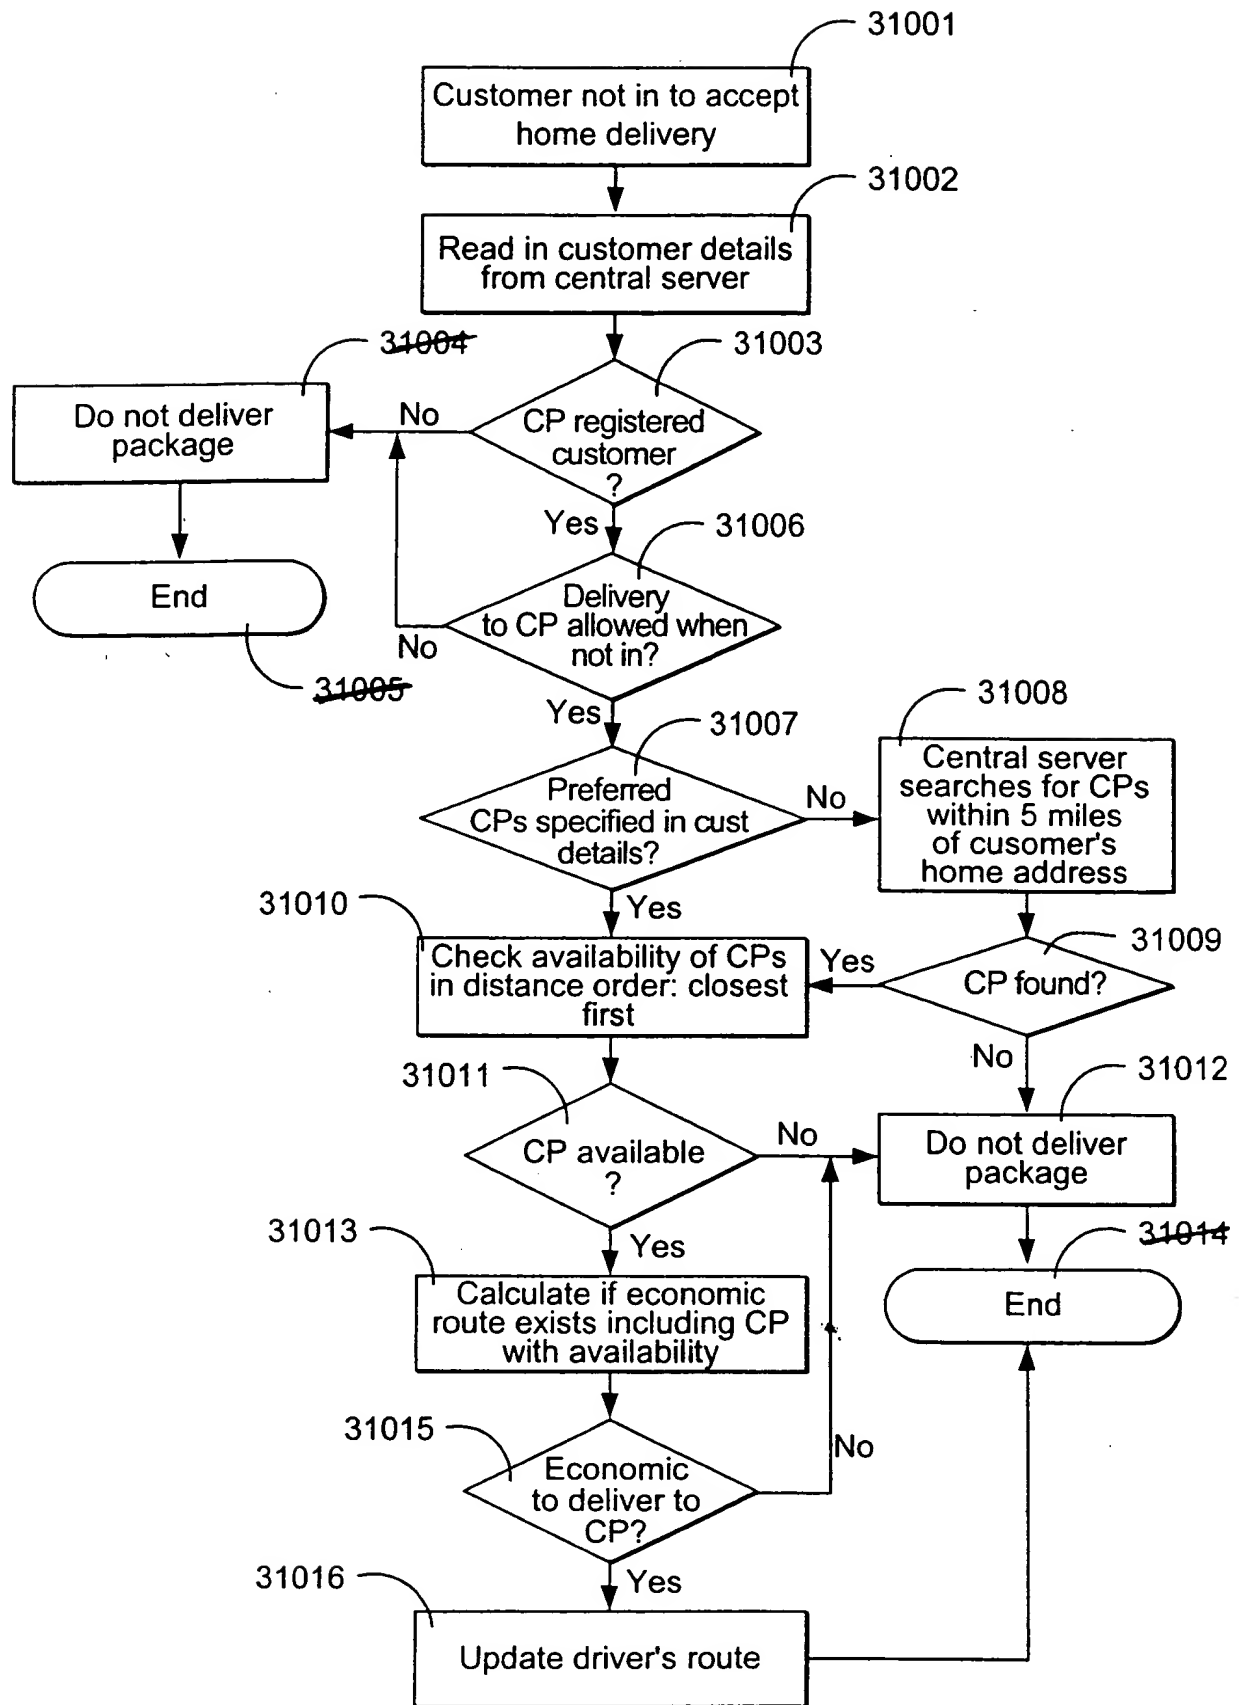 31001
Customer not in to accept
home delivery
31002
Read in customer details
from central server
31004
31003
Do not deliver
package
No
CP registered
customer
?
Yes
31006
End
Delivery
to CP allowed when
not in?
No
31005
Yes
31007
31008
Preferred
CPs specified in cust
details?
No
Central server
searches for CPs
within 5 miles
of cusomer's
home address
31010
Yes
31009
Check availability of CPs
in distance order: closest
first
Yes
CP found?
No
31011
31012
CP available
?
No
Do not deliver
package
31013
Yes
31014
Calculate if economic
route exists including CP
with availability
End
31015
No
Economic
to deliver to
CP?
31016
Yes
Update driver's route